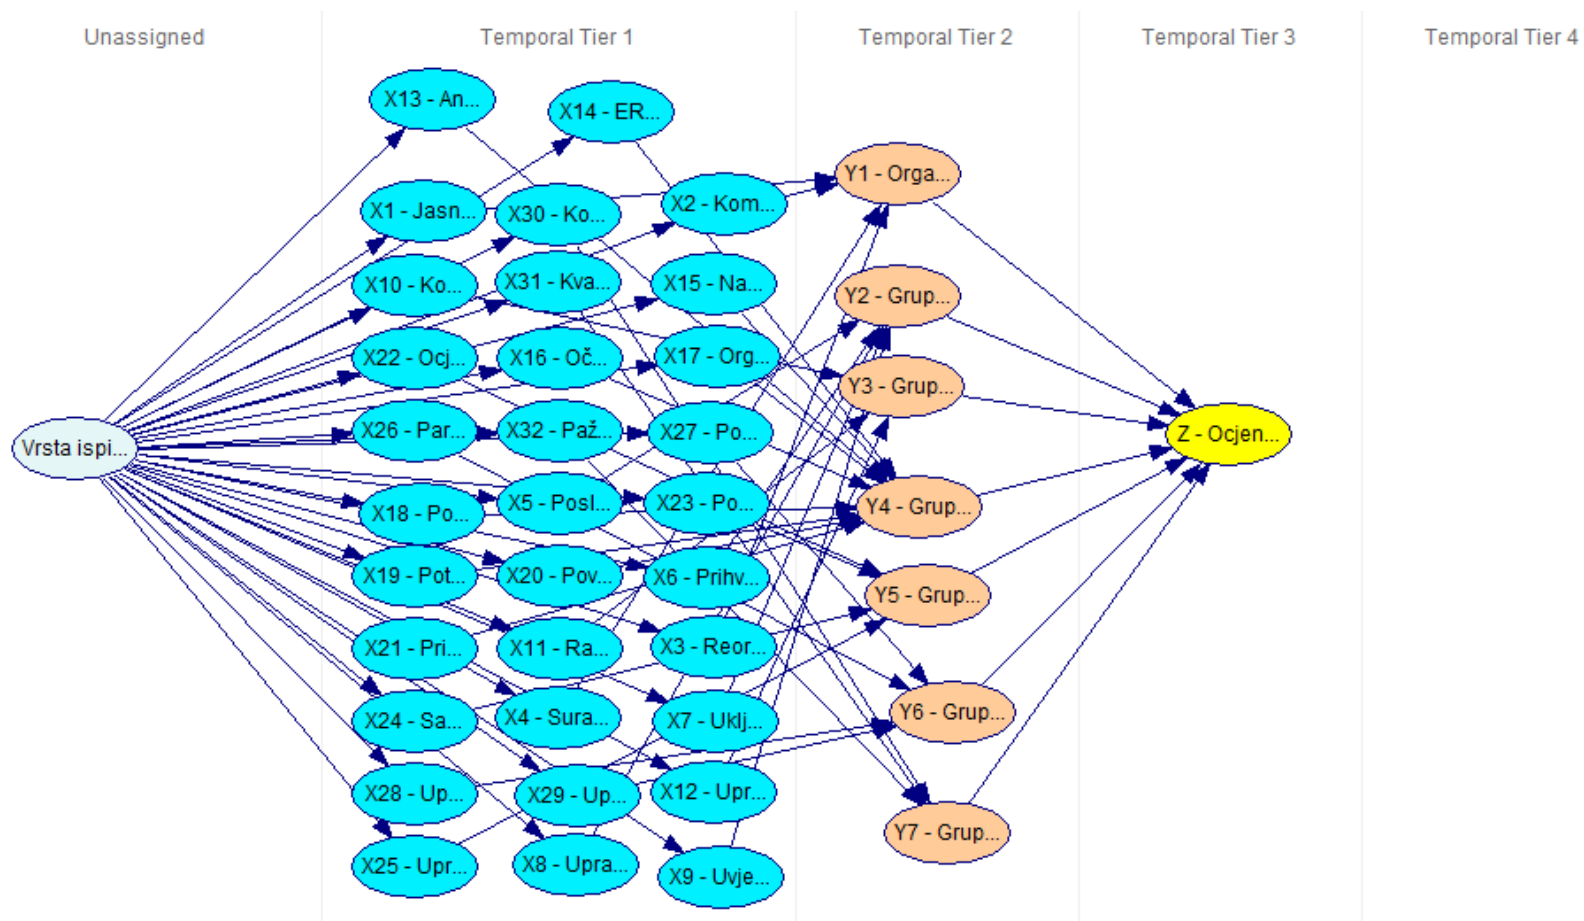 Unassigned
Temporal Tier 1
Temporal Tier 2
Temporal Tier 3
Temporal Tier 4
X13 - An...
X14 - ER...
X1 - Jasn...
X30 - Ko...
X2 - Kom...
X10 - Ko...
X31 - Kva...
X15 - Na...
X22 - Ocj...
X16 - Oč...
X17 - Org...
X26 - Par...
X32 - Paž...
X27 - Po...
X18 - Po...
X5 - Posl...
X23 - Po...
X19 - Pot...
X20 - Pov...
X6 - Prihv...
X21 - Pri...
X11 - Ra...
X3 - Reor...
X24 - Sa...
X4 - Sura...
X7 - Uklj...
X28 - Up...
X29 - Up...
X12 - Upr...
X25 - Upr...
X8 - Upra...
X9 - Uvje...
Vrsta ispi...
Y1 - Orga...
Y2 - Grup...
Y3 - Grup...
Y4 - Grup...
Y5 - Grup...
Y6 - Grup...
Y7 - Grup...
Z - Ocjen...